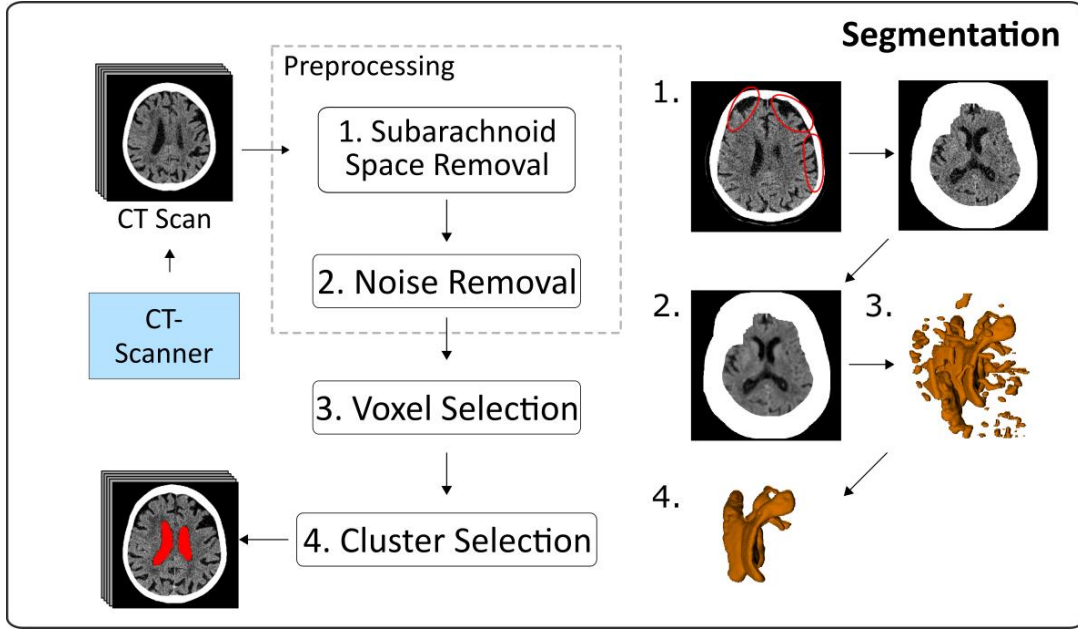 Segmentation
Preprocessing
1. Subarachnoid
Space Removal
CT Scan
2. Noise Removal
CT-
Scanner
3. Voxel Selection
4. Cluster Selection
1.
2.
3.
4.